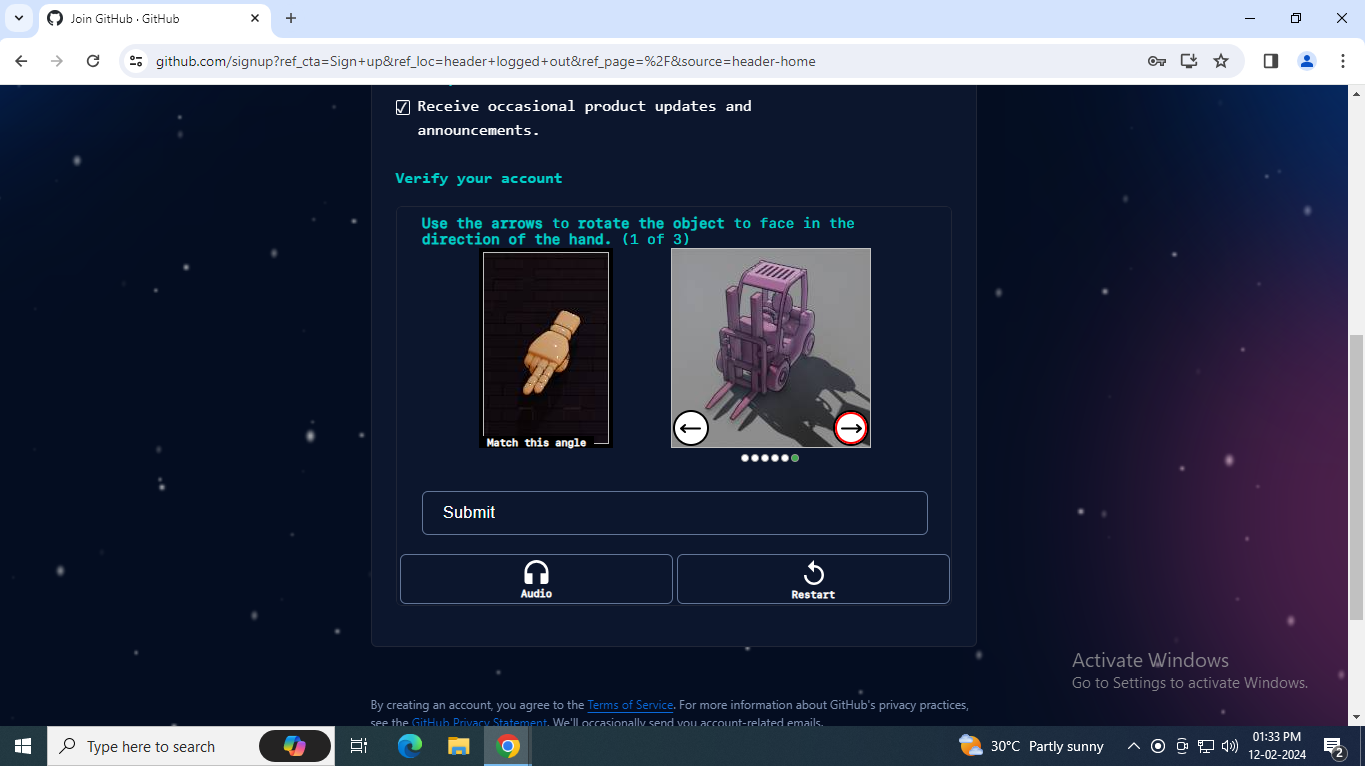 Join GitHub · GitHub
github.com/signup?ref_cta=Sign+up&ref_loc=header+logged+out&ref_page=%2F&source=header-home
Receive occasional product updates and
announcements.
Verify your account
Use the arrows to rotate the object to face in the
direction of the hand. (1 of 3)
Match this angle
Submit
Audio
Restart
Activate Windows
Go to Settings to activate Windows.
By creating an account, you agree to the Terms of Service. For more information about GitHub's privacy practices,
see the GitHub Privacy Statement. We'll occasionally send you account-related emails.
Type here to search
30°C Partly sunny
01:33 PM
12-02-2024
2